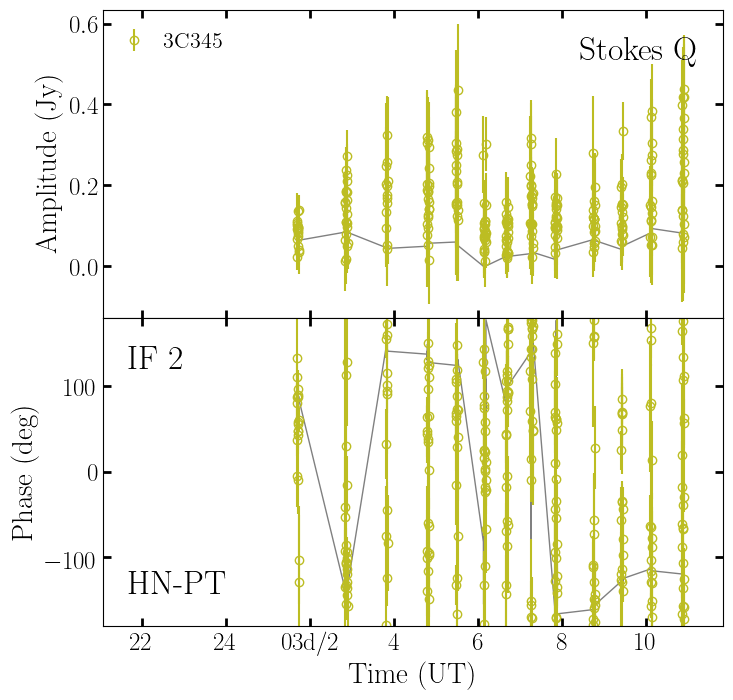 3C345
Stokes Q
0.6
0.4
0.2
0.0
Amplitude (Jy)
IF 2
100
0
−100
Phase (deg)
HN-PT
22 24 03d/2 4 6 8 10
Time (UT)